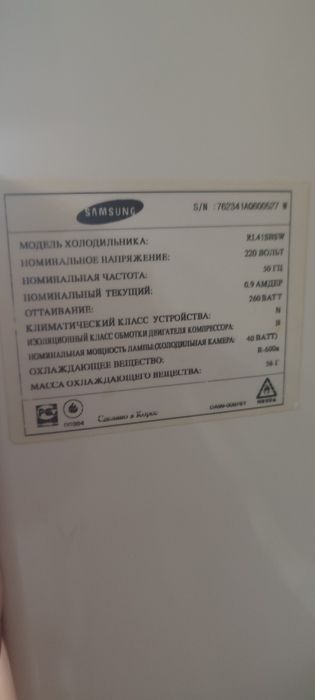 SAMSUNG
S/N :762341A0600527 W
МОДЕЛЬ ХОЛОДИЛЬНИКА: RL41SBSW
НОМИНАЛЬНОЕ НАПРЯЖЕНИЕ: 220 ВОЛЬТ
НОМИНАЛЬНАЯ ЧАСТОТА: 50 ГЦ
НОМИНАЛЬНЫЙ ТЕКУЩИЙ: 0.9 АМДЕР
ОТТАИВАНИЕ: 260 ВАТТ
КЛИМАТИЧЕСКИЙ КЛАСС УСТРОЙСТВА: N
ИЗОЛЯЦИОННЫЙ КЛАСС ОБМОТКИ ДВИГАТЕЛЯ КОМПРЕССОРА: B
НОМИНАЛЬНАЯ МОЩНОСТЬ ЛАМПЫ:(ХОЛОДИЛЬНАЯ КАМЕРА: 40 ВАТТ)
ОХЛАЖДАЮЩЕЕ ВЕЩЕСТВО: R-600a
МАССА ОХЛАЖДАЮЩЕГО ВЕЩЕСТВА: 56 Г
Сделано в Корее